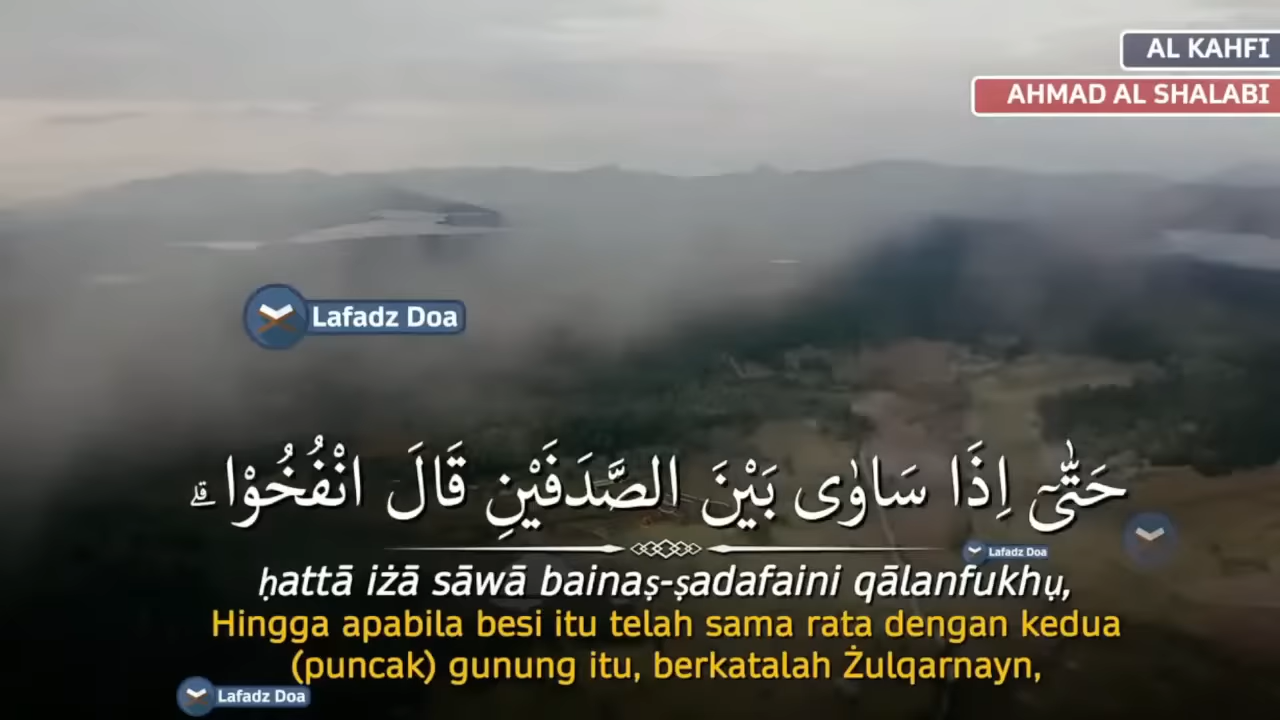 AL KAHFI
AHMAD AL SHALABI
Lafadz Doa
حَتّٰىٓ اِذَا سَاوٰى بَيْنَ الصَّدَفَيْنِ قَالَ انْفُخُوْا ۗ
Lafadz Doa
ḥattā iżā sāwā bainaṣ-ṣadafaini qālanfukhụ,
Hingga apabila besi itu telah sama rata dengan kedua
(puncak) gunung itu, berkatalah Żulqarnayn,
Lafadz Doa